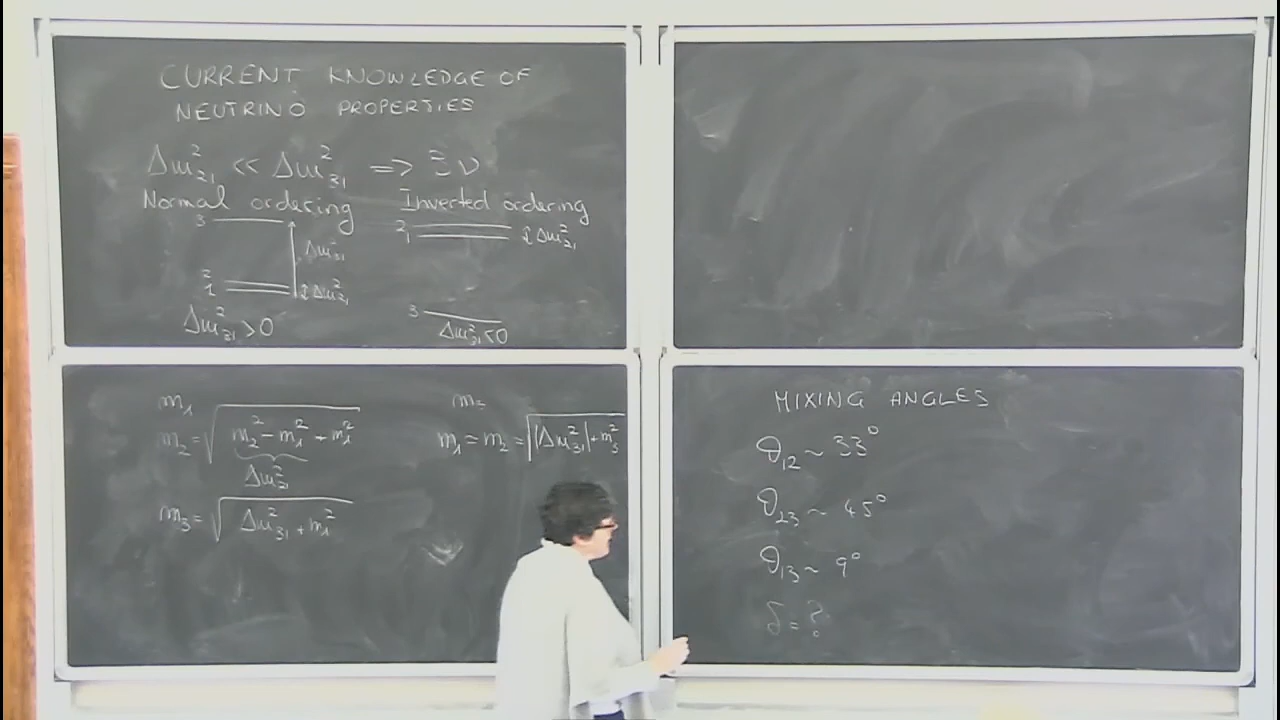 CURRENT KNOWLEDGE OF
NEUTRINO PROPERTIES
Δm²₂₁ << Δm²₃₁ => 3ν
Normal ordering
3
Δm²₃₁
2
1
Δm²₂₁
Δm²₃₁ > 0
Inverted ordering
2
1
Δm²₂₁
3
Δm²₃₁ < 0
m₁
m₂ = √(m₂² - m₁² + m₁²)
Δm²₂₁
m₃ = √(Δm²₃₁ + m₁²)
m₃
m₁ ≃ m₂ = √(|Δm²₃₁| + m₃²)
MIXING ANGLES
θ₁₂ ~ 33°
θ₂₃ ~ 45°
θ₁₃ ~ 9°
δ = ?